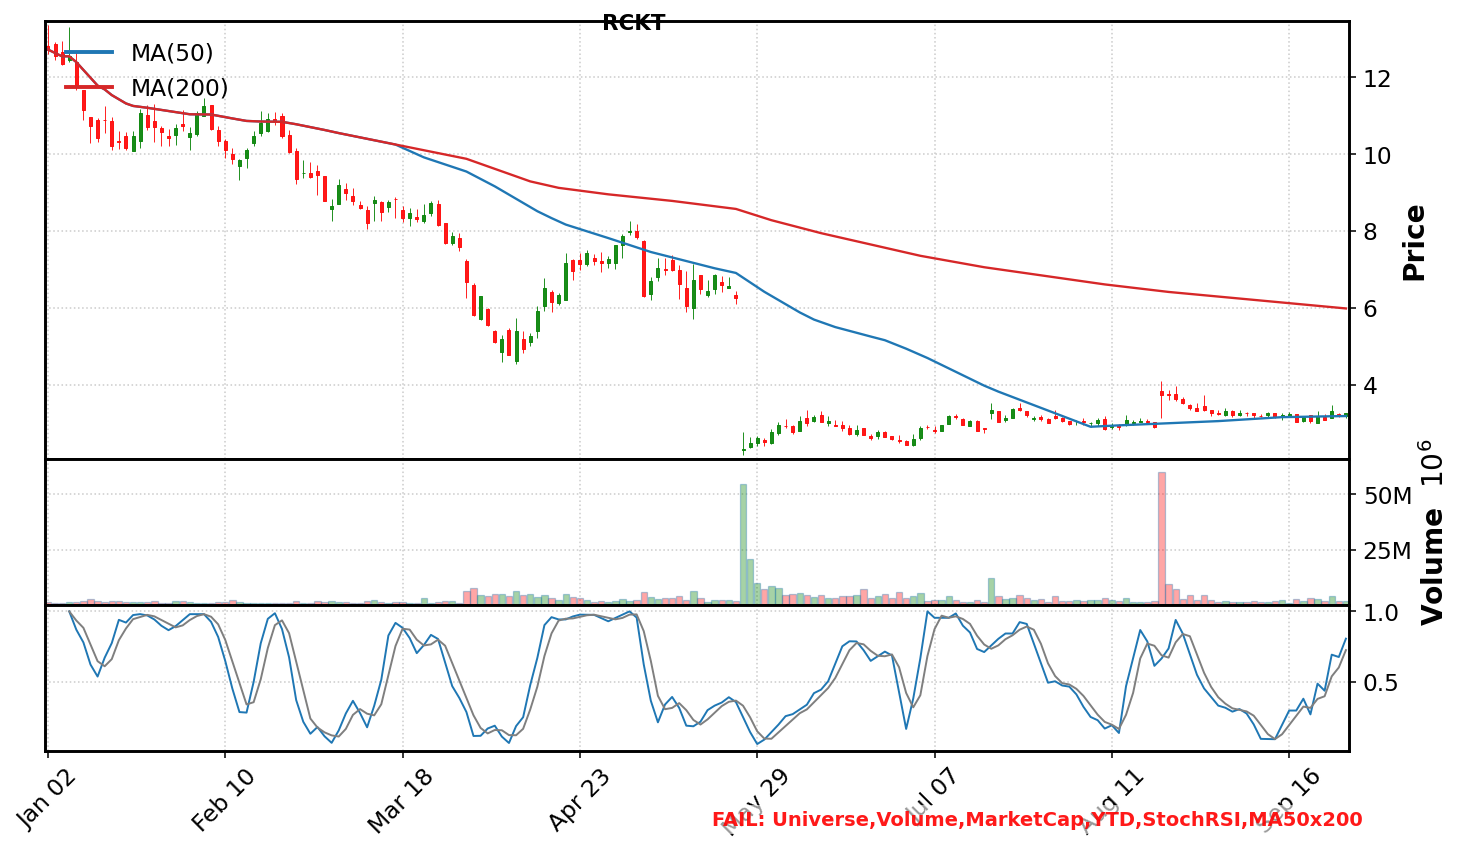 RCKT
MA(50)
MA(200)
12
10
8
6
4
Price
50M
25M
Volume 10^6
1.0
0.5
Jan 02
Feb 10
Mar 18
Apr 23
May 29
Jul 07
Aug 11
Sep 16
FAIL: Universe,Volume,MarketCap,YTD,StochRSI,MA50x200